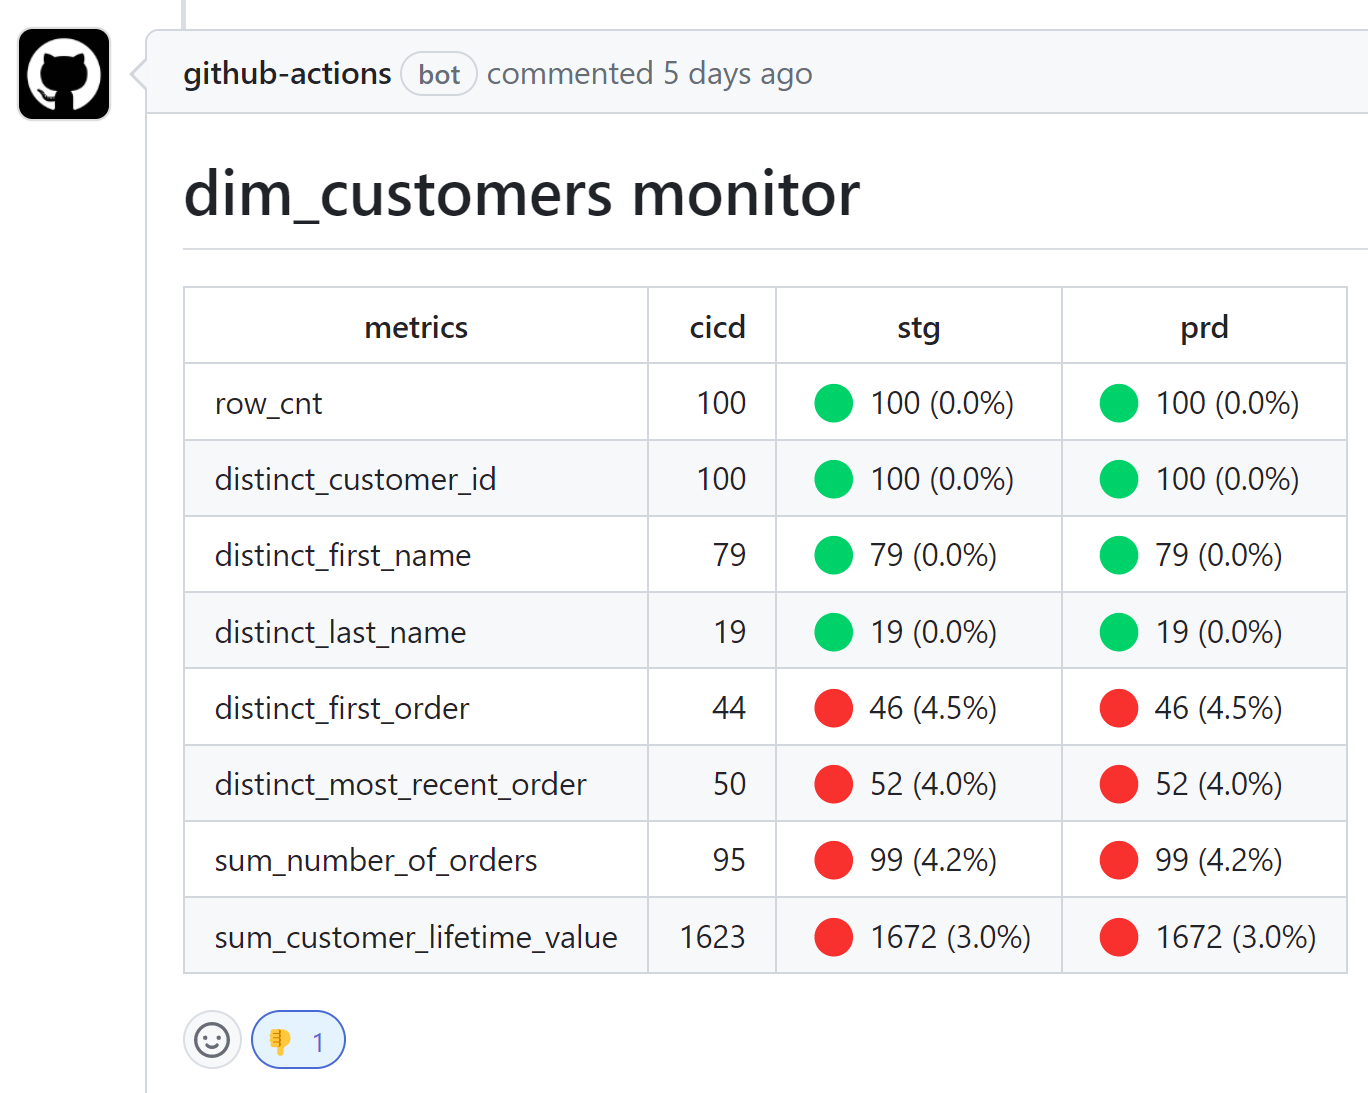 github-actions bot commented 5 days ago
dim_customers monitor
metrics cicd stg prd
row_cnt 100 100 (0.0%) 100 (0.0%)
distinct_customer_id 100 100 (0.0%) 100 (0.0%)
distinct_first_name 79 79 (0.0%) 79 (0.0%)
distinct_last_name 19 19 (0.0%) 19 (0.0%)
distinct_first_order 44 46 (4.5%) 46 (4.5%)
distinct_most_recent_order 50 52 (4.0%) 52 (4.0%)
sum_number_of_orders 95 99 (4.2%) 99 (4.2%)
sum_customer_lifetime_value 1623 1672 (3.0%) 1672 (3.0%)
1